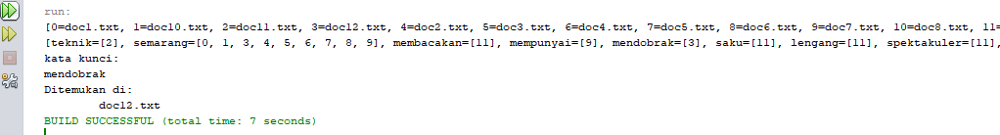 run:
[0=doc1.txt, 1=doc10.txt, 2=doc11.txt, 3=doc12.txt, 4=doc2.txt, 5=doc3.txt, 6=doc4.txt, 7=doc5.txt, 8=doc6.txt, 9=doc7.txt, 10=doc8.txt, 11=
[teknik=[2], semarang=[0, 1, 3, 4, 5, 6, 7, 8, 9], membacakan=[11], mempunyai=[9], mendobrak=[3], saku=[11], lengang=[11], spektakuler=[11],
kata kunci:
mendobrak
Ditemukan di:
doc12.txt
BUILD SUCCESSFUL (total time: 7 seconds)